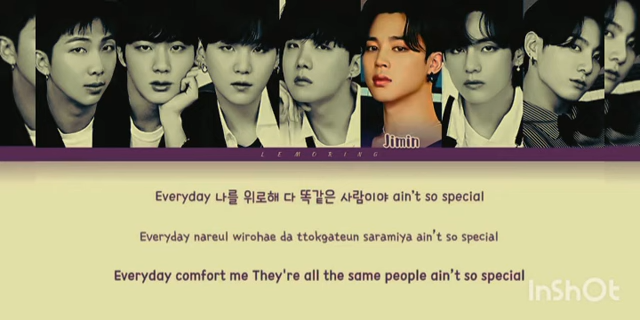 Jimin
LEMORING
Everyday 나를 위로해 다 똑같은 사람이야 ain't so special
Everyday nareul wirohae da ttokgateun saramiya ain't so special
Everyday comfort me They're all the same people ain't so special
InShOt